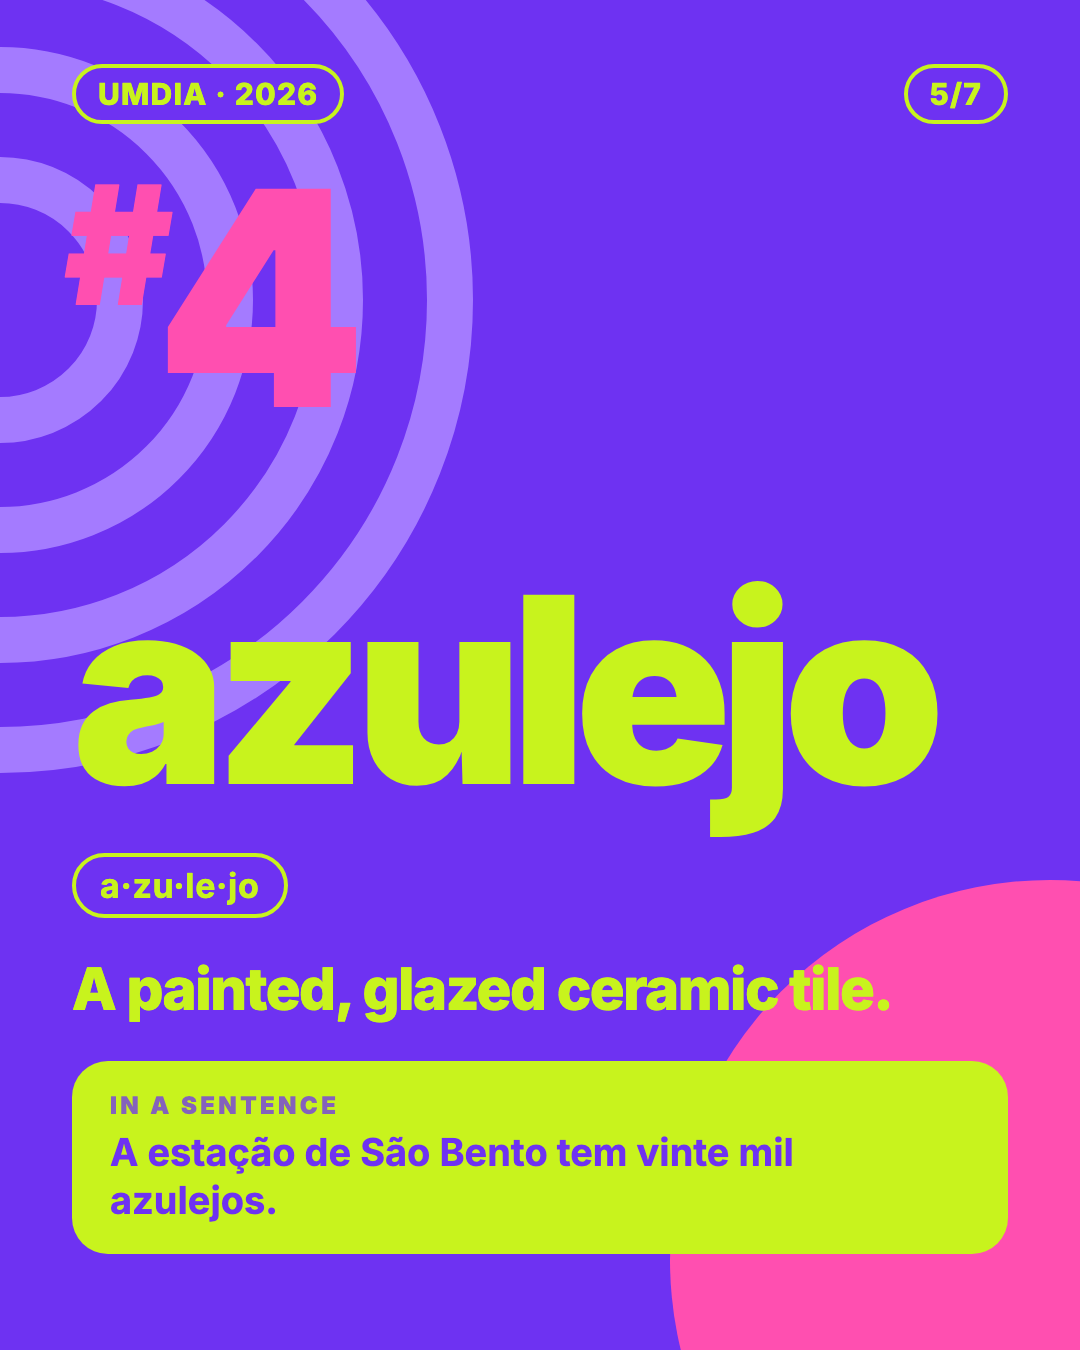 UMDIA · 2026
5/7
#4
azulejo
a·zu·le·jo
A painted, glazed ceramic tile.
IN A SENTENCE
A estação de São Bento tem vinte mil
azulejos.